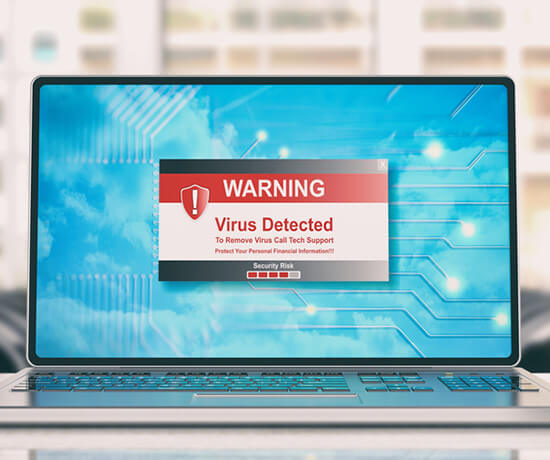 X
WARNING
!
Virus Detected
To Remove Virus Call Tech Support
Protect Your Personal Financial Information!!!
Security Risk